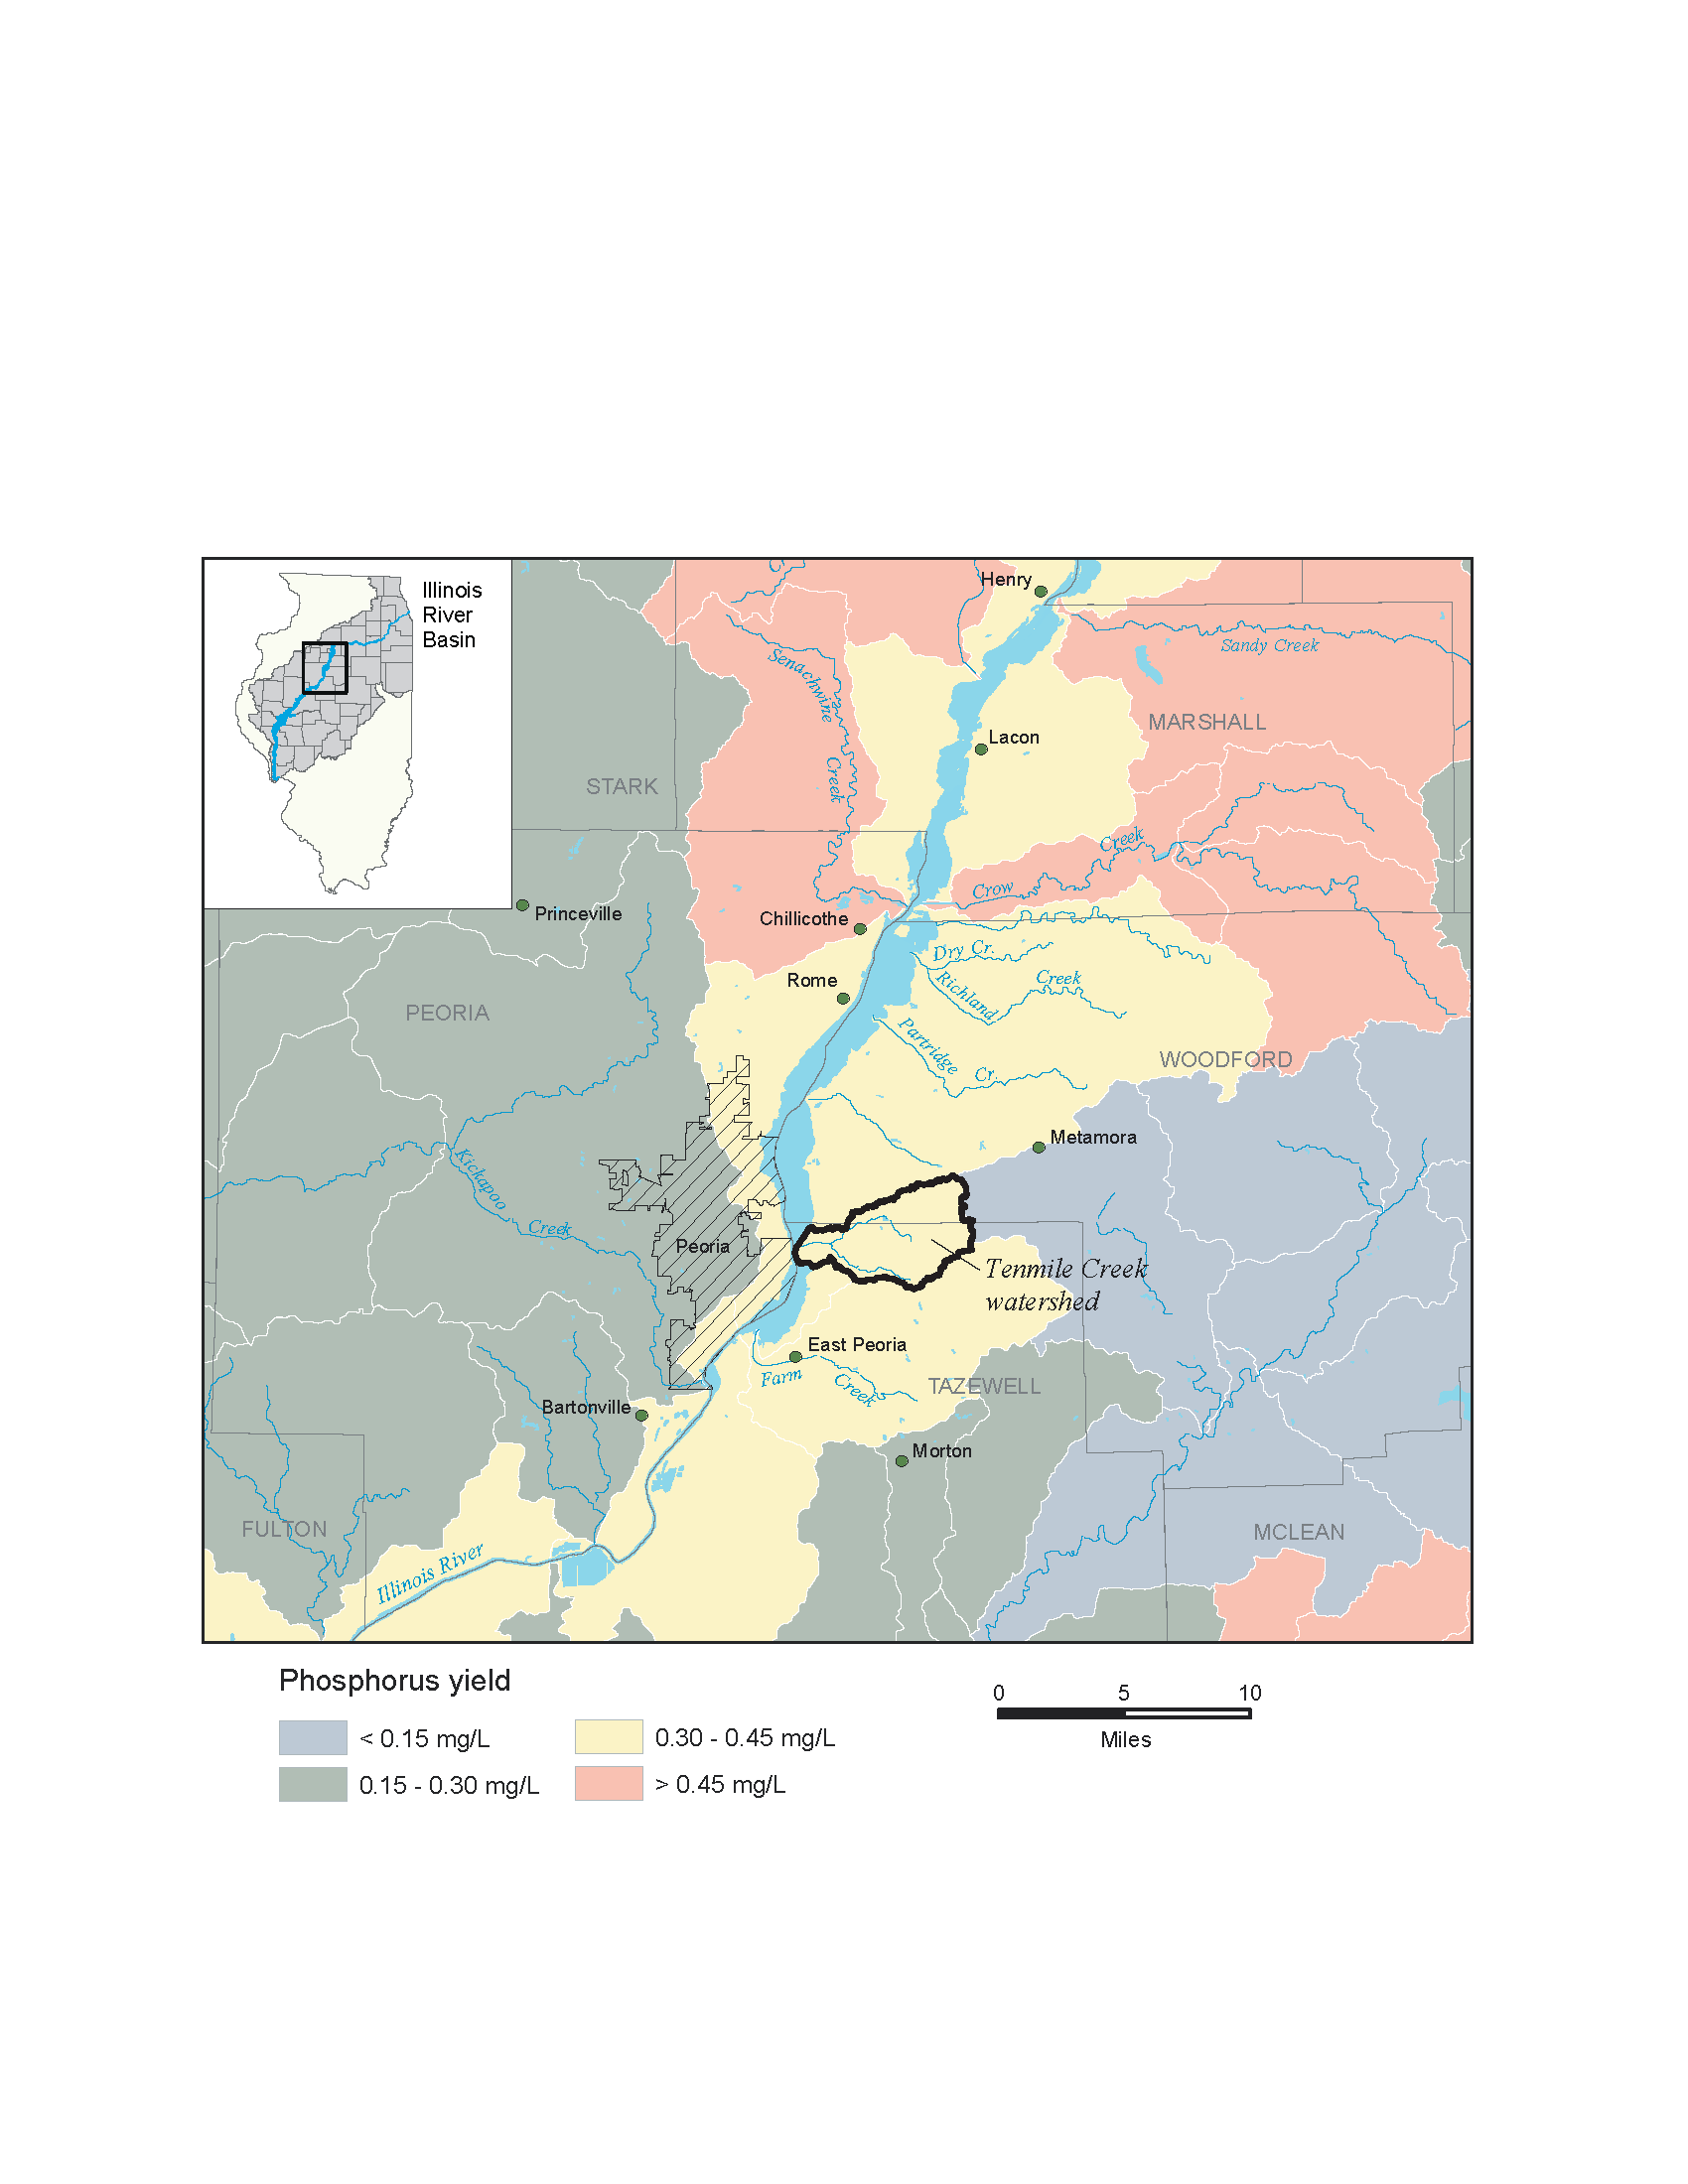 Illinois
River
Basin
Henry
C
Sandy Creek
Senachwine
Creek
MARSHALL
Lacon
STARK
Creek
Crow
Princeville
Chillicothe
Dry Cr.
Rome
Richland
Creek
PEORIA
Partridge
Cr.
WOODFORD
Metamora
Kickapoo
Creek
Peoria
Tenmile Creek
watershed
East Peoria
Farm
Creek
TAZEWELL
Bartonville
Morton
FULTON
MCLEAN
Illinois River
Phosphorus yield
< 0.15 mg/L
0.15 - 0.30 mg/L
0.30 - 0.45 mg/L
> 0.45 mg/L
0 5 10
Miles